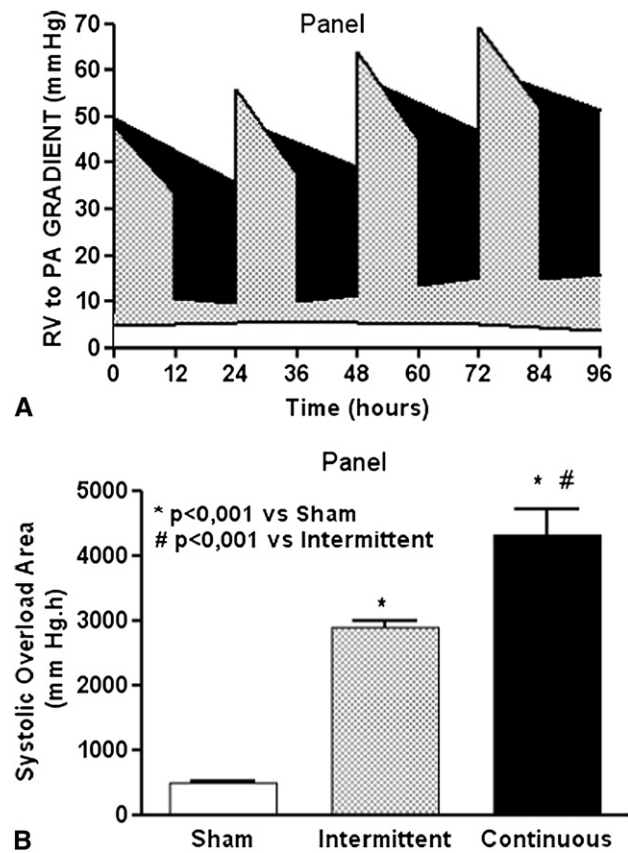 Panel
RV to PA GRADIENT (mmHg)
70
60
50
40
30
20
10
0
0 12 24 36 48 60 72 84 96
Time (hours)
A
Panel
Systolic Overload Area
(mm Hg.h)
5000
4000
3000
2000
1000
0
* p<0,001 vs Sham
# p<0,001 vs Intermittent
*
* #
Sham Intermittent Continuous
B